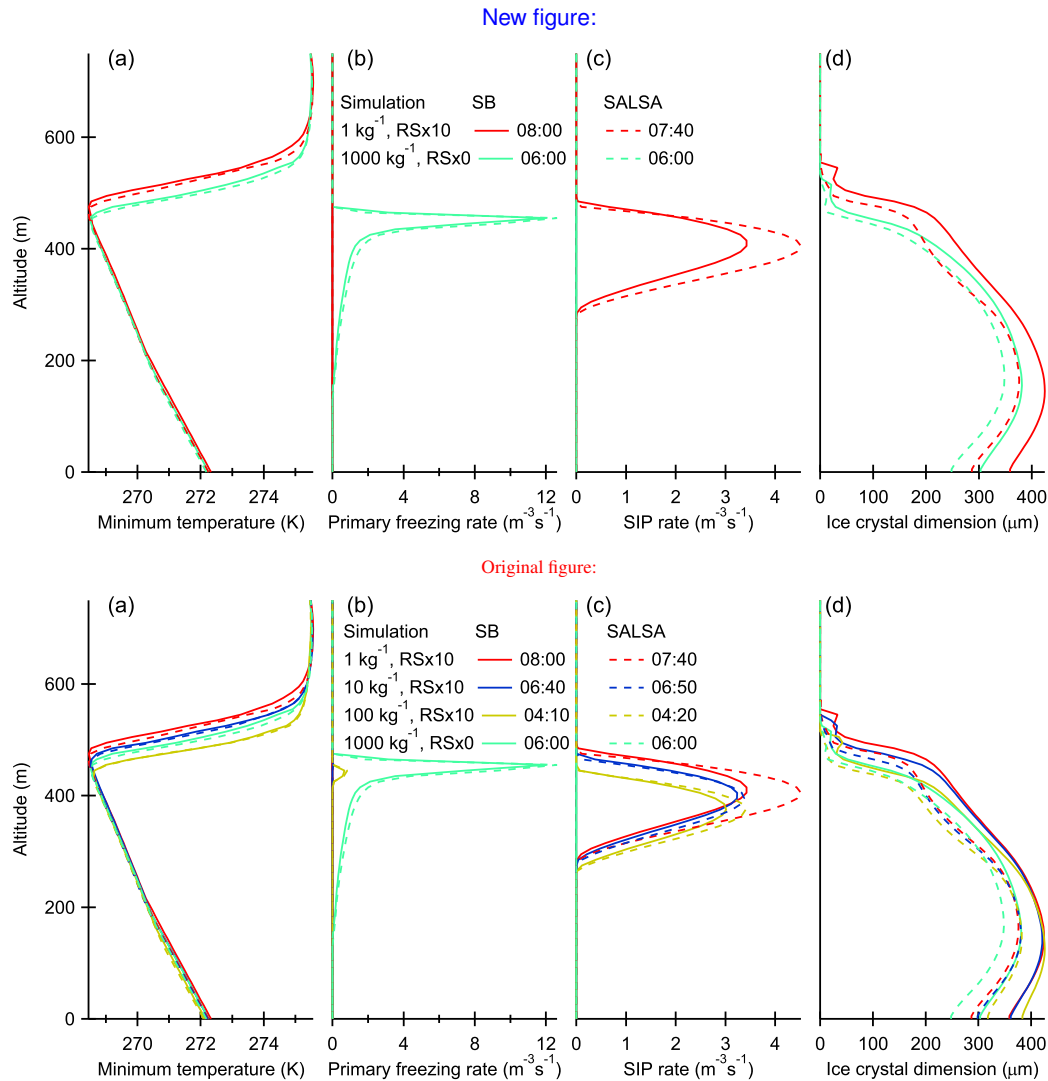 New figure:
(a) (b) (c) (d)
Simulation SB SALSA
1 kg⁻¹, RSx10 08:00 07:40
1000 kg⁻¹, RSx0 06:00 06:00
600
400
200
0
Altitude (m)
270 272 274 0 4 8 12 0 1 2 3 4 0 100 200 300 400
Minimum temperature (K) Primary freezing rate (m⁻³s⁻¹) SIP rate (m⁻³s⁻¹) Ice crystal dimension (µm)
Original figure:
(a) (b) (c) (d)
Simulation SB SALSA
1 kg⁻¹, RSx10 08:00 07:40
10 kg⁻¹, RSx10 06:40 06:50
100 kg⁻¹, RSx10 04:10 04:20
1000 kg⁻¹, RSx0 06:00 06:00
600
400
200
0
Altitude (m)
270 272 274 0 4 8 12 0 1 2 3 4 0 100 200 300 400
Minimum temperature (K) Primary freezing rate (m⁻³s⁻¹) SIP rate (m⁻³s⁻¹) Ice crystal dimension (µm)